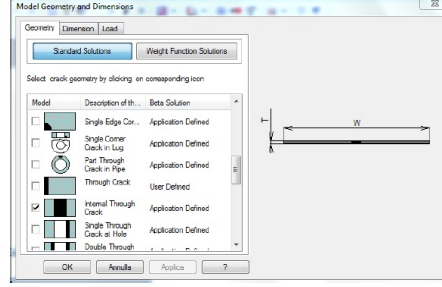 Model Geometry and Dimensions
Geometry Dimension Load
Standard Solutions Weight Function Solutions
Select crack geometry by clicking on corresponding icon
Model Description of th... Beta Solution
Single Edge Cor... Application Defined
Single Corner
Crack in Lug Application Defined
Part Through
Crack in Pipe Application Defined
Through Crack User Defined
Internal Through
Crack Application Defined
Single Through
Crack at Hole Application Defined
Double Through
OK Annulla Applica ?
T
W